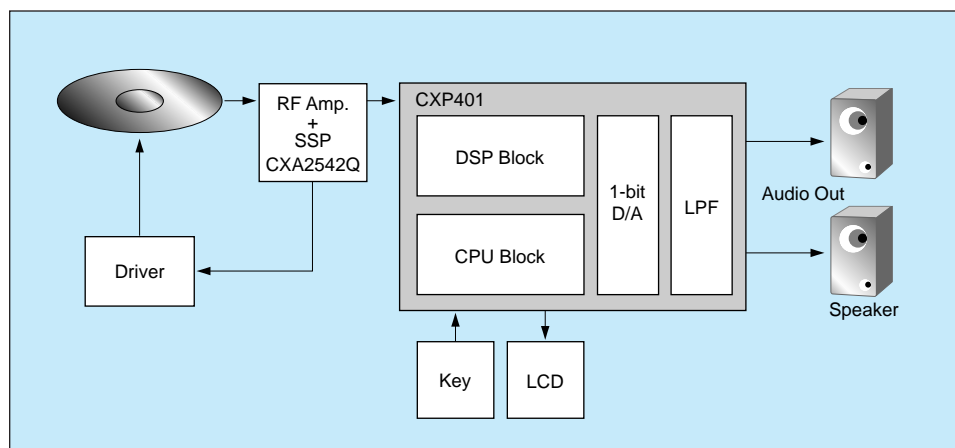 RF Amp.
+
SSP
CXA2542Q
CXP401
DSP Block
1-bit
D/A
LPF
CPU Block
Audio Out
Driver
Speaker
Key
LCD